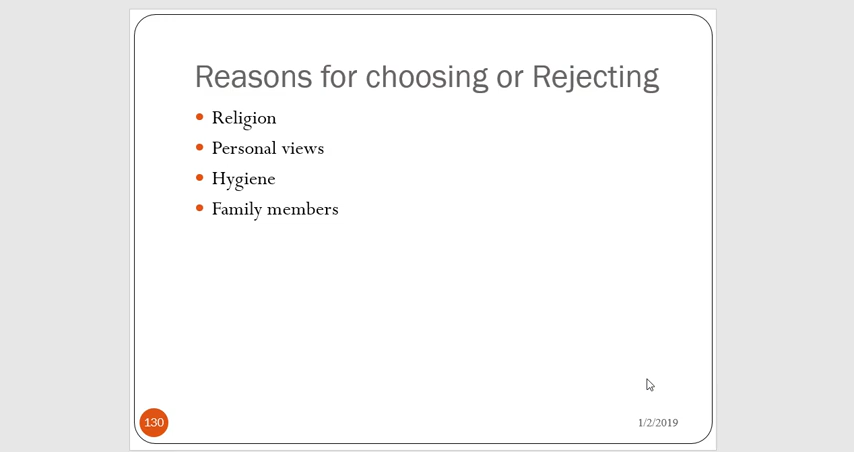 Reasons for choosing or Rejecting
Religion
Personal views
Hygiene
Family members
130
1/2/2019